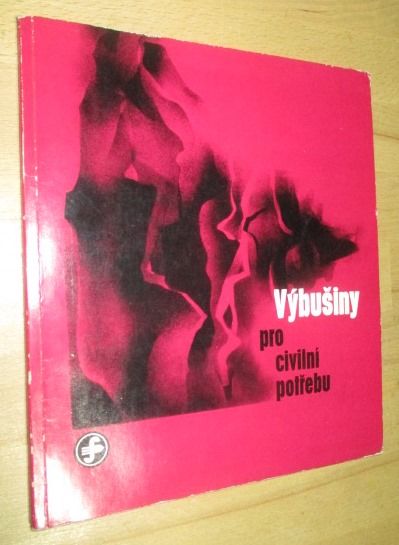 Výbušiny
pro
civilní
potřebu